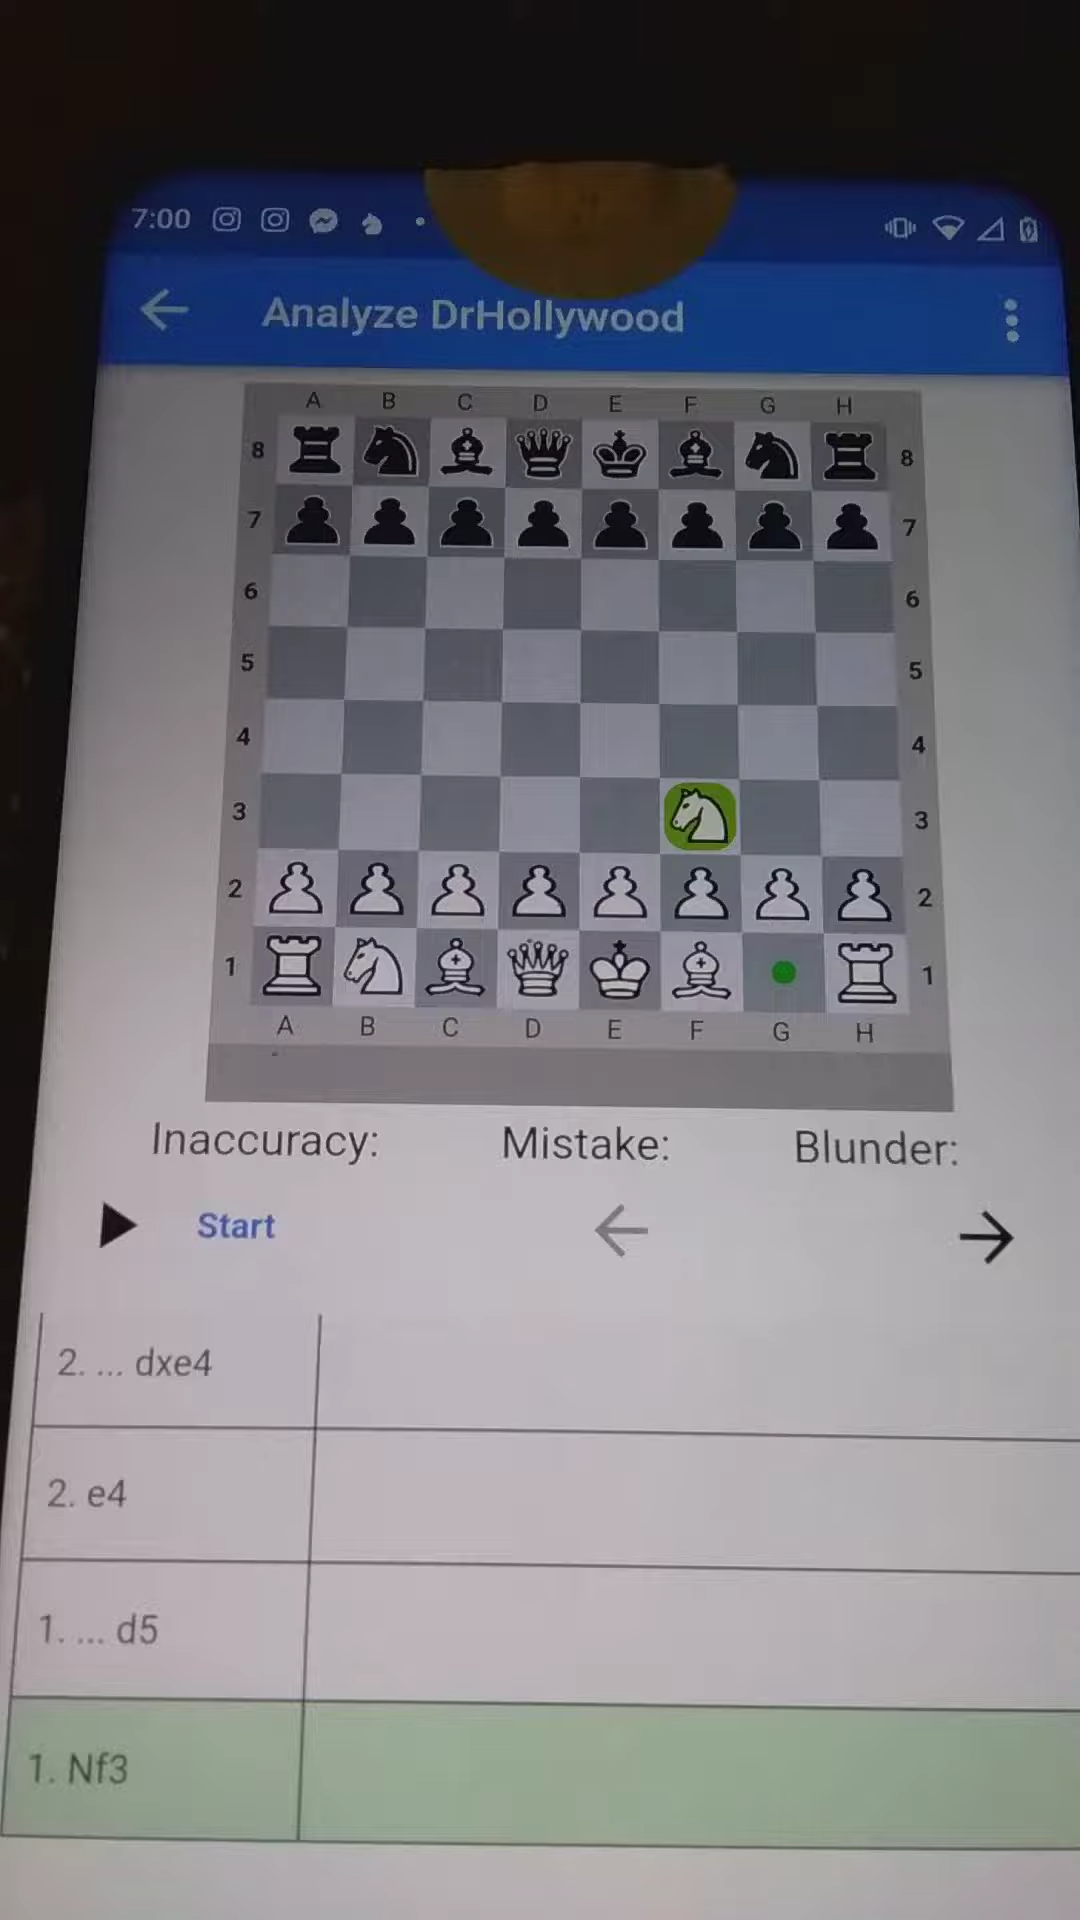 7:00
Analyze DrHollywood
A B C D E F G H
8 8
7 7
6 6
5 5
4 4
3 3
2 2
1 1
A B C D E F G H
Inaccuracy: Mistake: Blunder:
Start
2. ... dxe4
2. e4
1. ... d5
1. Nf3